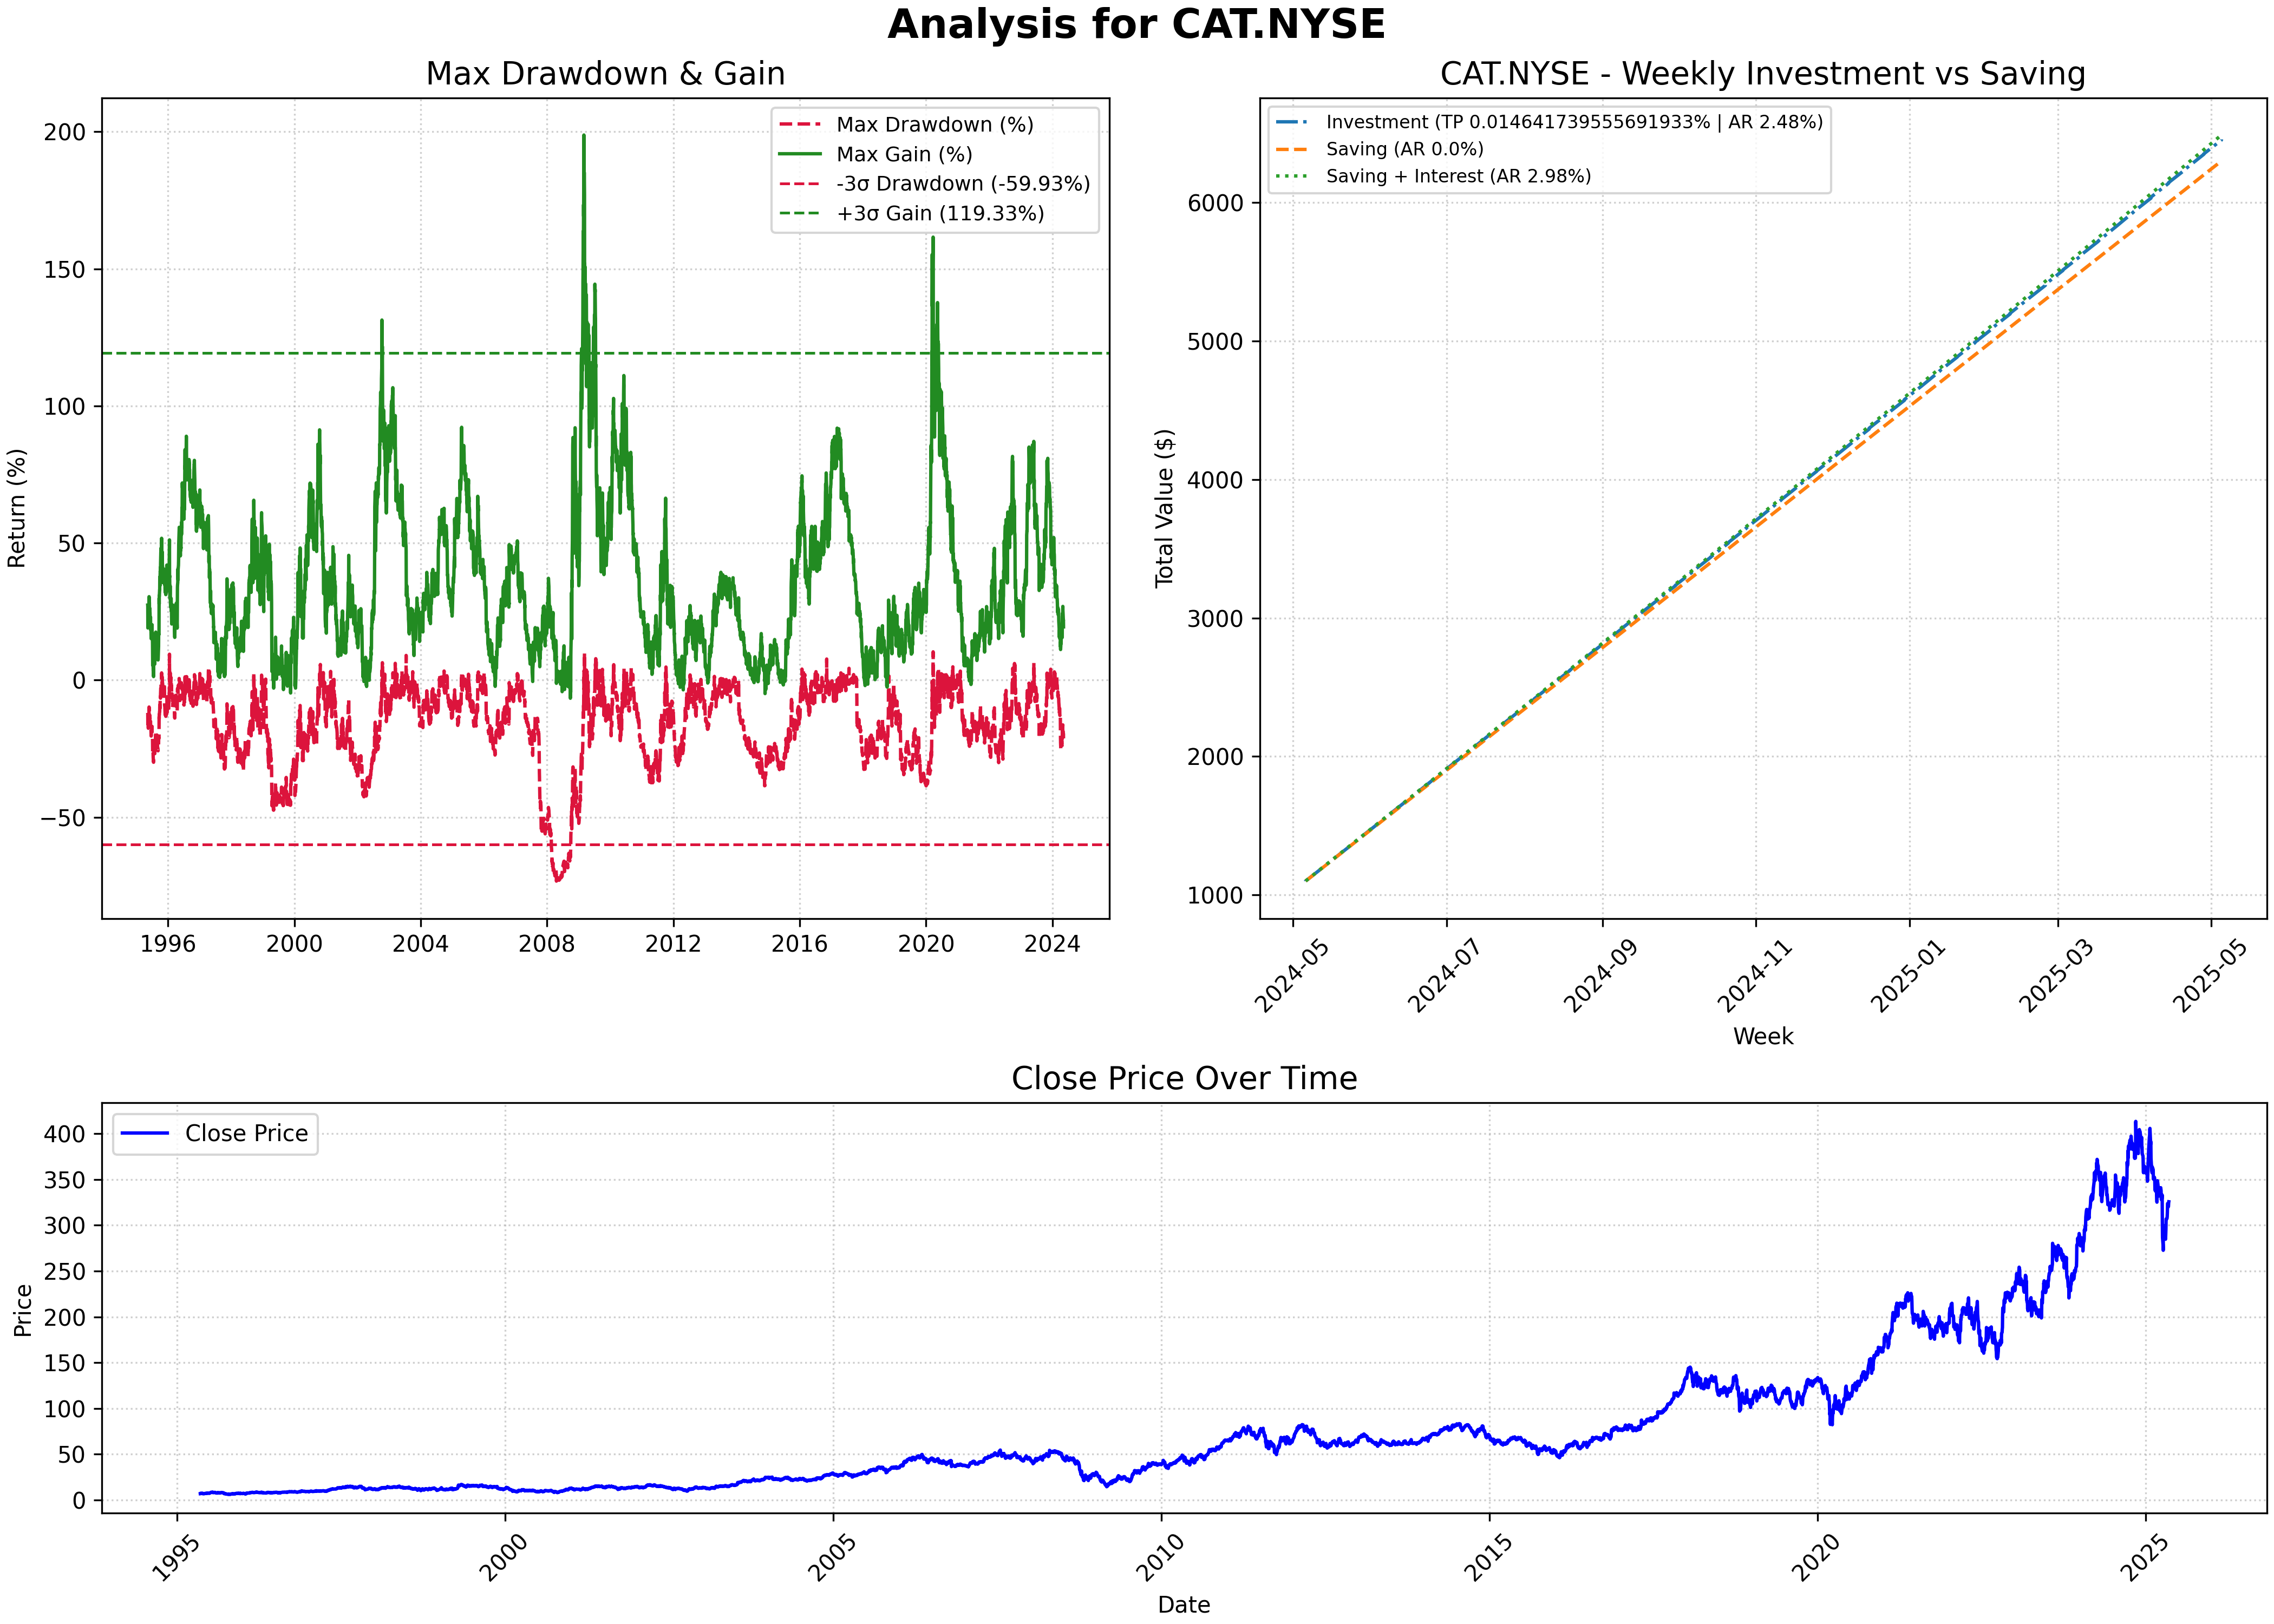 Analysis for CAT.NYSE
Max Drawdown & Gain
Return (%)
200
150
100
50
0
−50
Max Drawdown (%)
Max Gain (%)
-3σ Drawdown (-59.93%)
+3σ Gain (119.33%)
1996 2000 2004 2008 2012 2016 2020 2024
CAT.NYSE - Weekly Investment vs Saving
Total Value ($)
6000
5000
4000
3000
2000
1000
Investment (TP 0.014641739555691933% | AR 2.48%)
Saving (AR 0.0%)
Saving + Interest (AR 2.98%)
2024-05 2024-07 2024-09 2024-11 2025-01 2025-03 2025-05
Week
Close Price Over Time
Price
400
350
300
250
200
150
100
50
0
Close Price
1995 2000 2005 2010 2015 2020 2025
Date